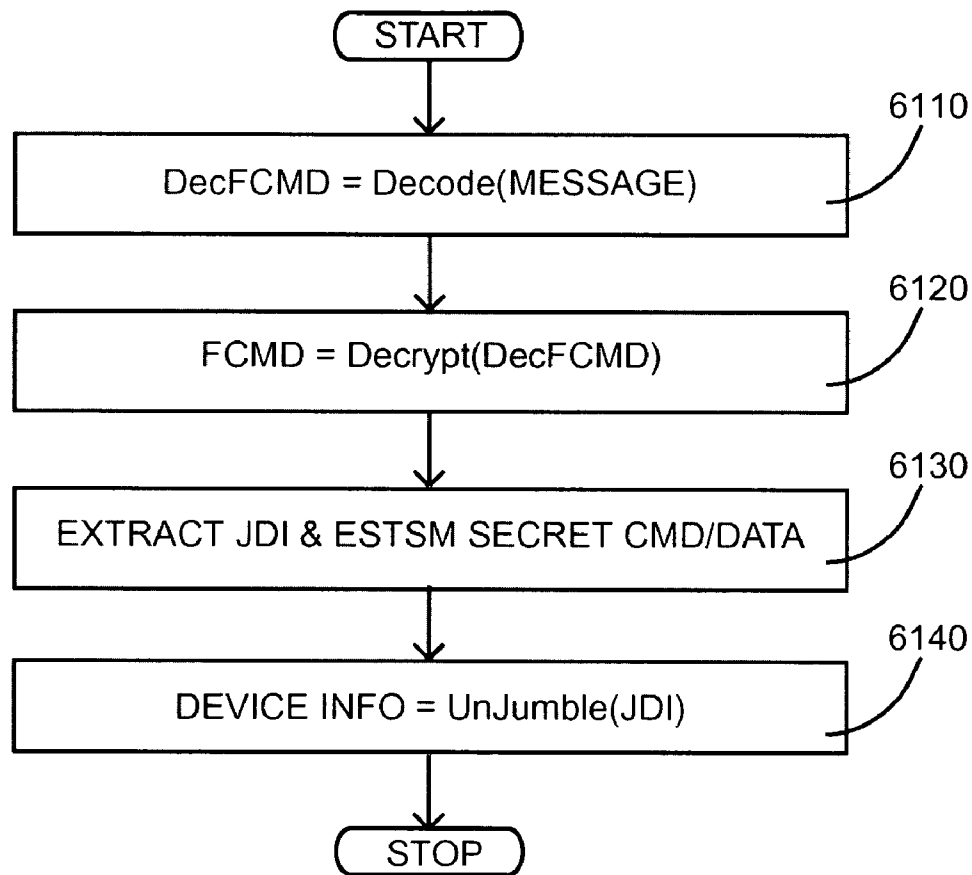 START
6110
DecFCMD = Decode(MESSAGE)
6120
FCMD = Decrypt(DecFCMD)
6130
EXTRACT JDI & ESTSM SECRET CMD/DATA
6140
DEVICE INFO = UnJumble(JDI)
STOP